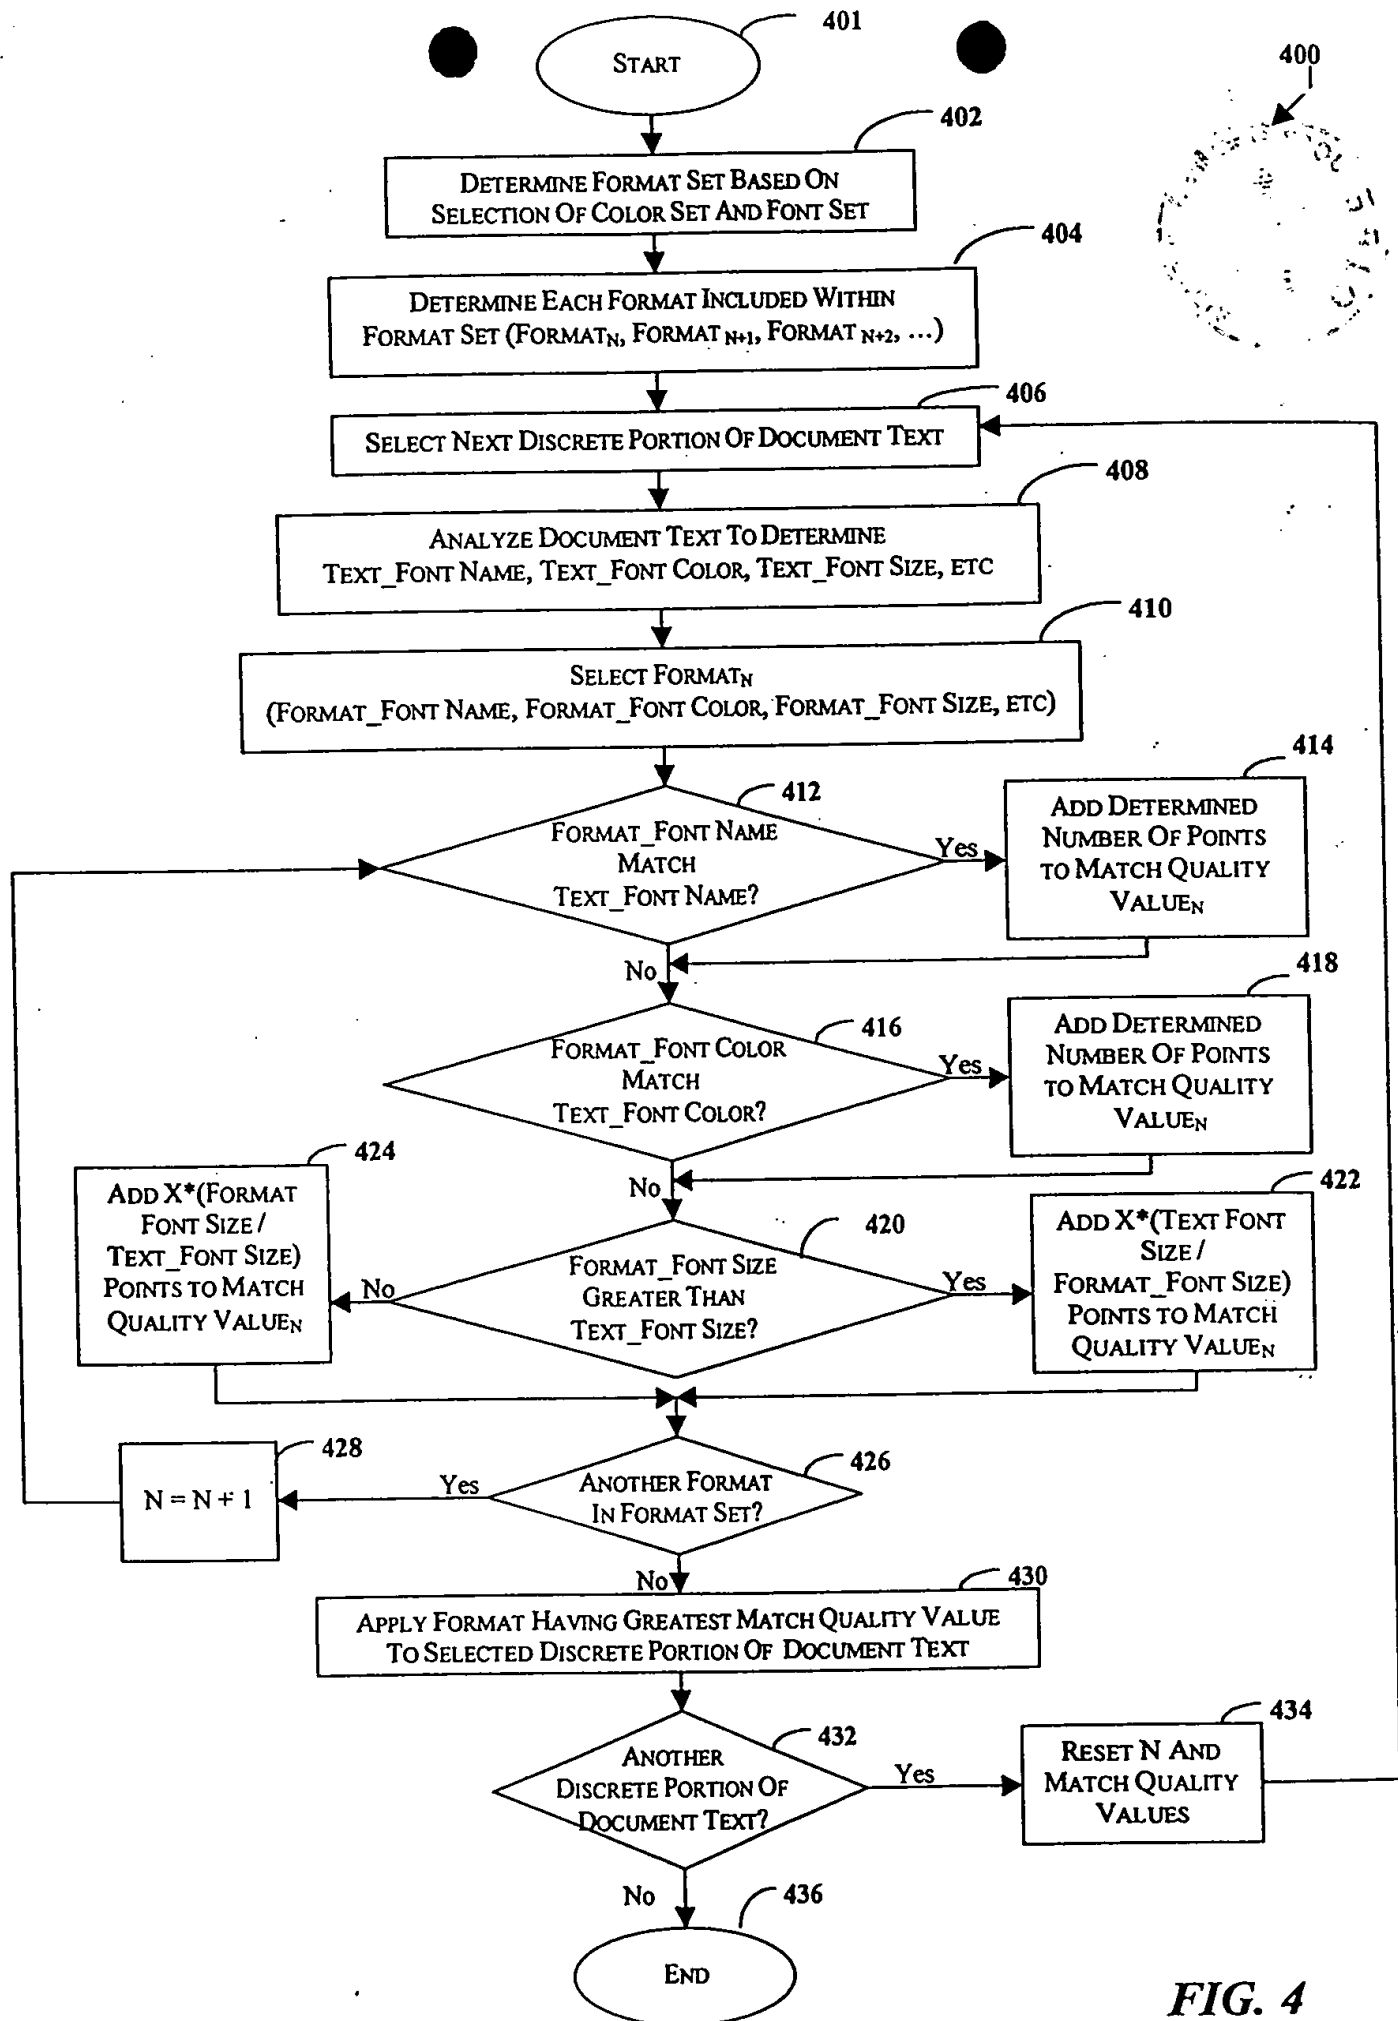 401
START
400
402
DETERMINE FORMAT SET BASED ON
SELECTION OF COLOR SET AND FONT SET
404
DETERMINE EACH FORMAT INCLUDED WITHIN
FORMAT SET (FORMATN, FORMAT N+1, FORMAT N+2, ...)
406
SELECT NEXT DISCRETE PORTION OF DOCUMENT TEXT
408
ANALYZE DOCUMENT TEXT TO DETERMINE
TEXT_FONT NAME, TEXT_FONT COLOR, TEXT_FONT SIZE, ETC
410
SELECT FORMATN
(FORMAT_FONT NAME, FORMAT_FONT COLOR, FORMAT_FONT SIZE, ETC)
412
FORMAT_FONT NAME
MATCH
TEXT_FONT NAME?
Yes
414
ADD DETERMINED
NUMBER OF POINTS
TO MATCH QUALITY
VALUEN
No
416
FORMAT_FONT COLOR
MATCH
TEXT_FONT COLOR?
Yes
418
ADD DETERMINED
NUMBER OF POINTS
TO MATCH QUALITY
VALUEN
No
420
FORMAT_FONT SIZE
GREATER THAN
TEXT_FONT SIZE?
Yes
422
ADD X*(TEXT FONT
SIZE /
FORMAT_FONT SIZE)
POINTS TO MATCH
QUALITY VALUEN
No
424
ADD X*(FORMAT
FONT SIZE /
TEXT_FONT SIZE)
POINTS TO MATCH
QUALITY VALUEN
426
ANOTHER FORMAT
IN FORMAT SET?
Yes
428
N = N + 1
No
430
APPLY FORMAT HAVING GREATEST MATCH QUALITY VALUE
TO SELECTED DISCRETE PORTION OF DOCUMENT TEXT
432
ANOTHER
DISCRETE PORTION OF
DOCUMENT TEXT?
Yes
434
RESET N AND
MATCH QUALITY
VALUES
No
436
END
FIG. 4